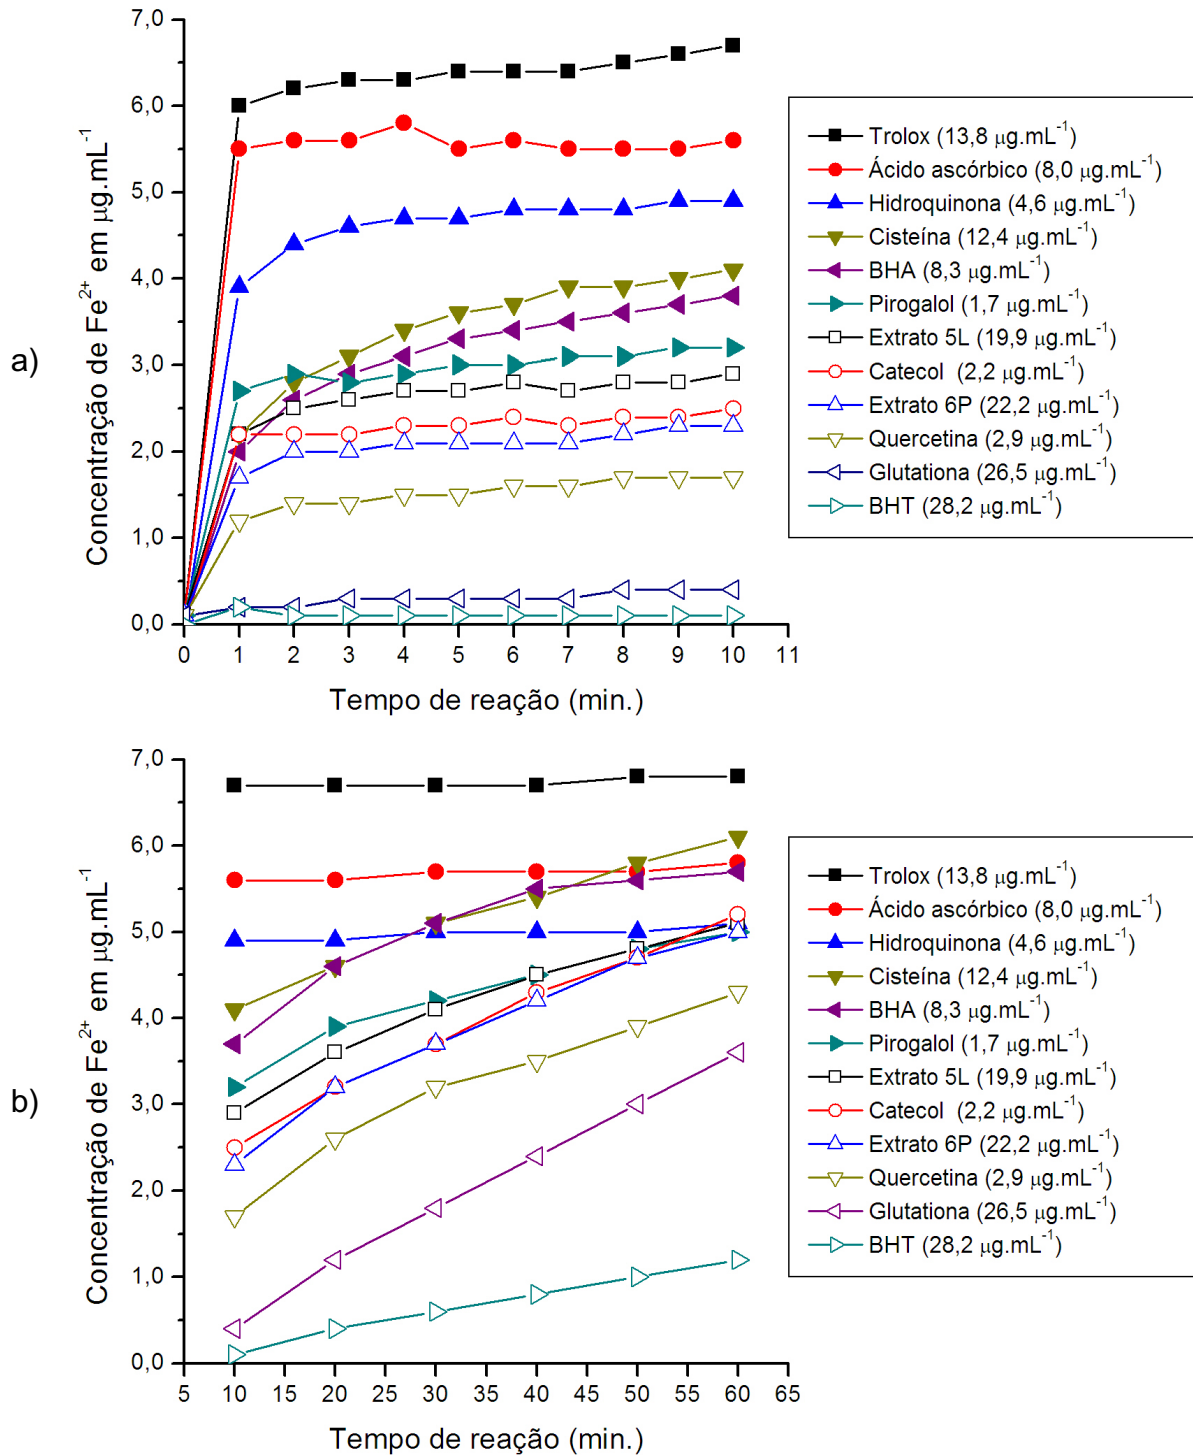 a)
Concentração de Fe²⁺ em μg.mL⁻¹
7,0
6,0
5,0
4,0
3,0
2,0
1,0
0,0
0 1 2 3 4 5 6 7 8 9 10 11
Tempo de reação (min.)
Trolox (13,8 μg.mL⁻¹)
Ácido ascórbico (8,0 μg.mL⁻¹)
Hidroquinona (4,6 μg.mL⁻¹)
Cisteína (12,4 μg.mL⁻¹)
BHA (8,3 μg.mL⁻¹)
Pirogalol (1,7 μg.mL⁻¹)
Extrato 5L (19,9 μg.mL⁻¹)
Catecol (2,2 μg.mL⁻¹)
Extrato 6P (22,2 μg.mL⁻¹)
Quercetina (2,9 μg.mL⁻¹)
Glutationa (26,5 μg.mL⁻¹)
BHT (28,2 μg.mL⁻¹)
b)
Concentração de Fe²⁺ em μg.mL⁻¹
7,0
6,0
5,0
4,0
3,0
2,0
1,0
0,0
5 10 15 20 25 30 35 40 45 50 55 60 65
Tempo de reação (min.)
Trolox (13,8 μg.mL⁻¹)
Ácido ascórbico (8,0 μg.mL⁻¹)
Hidroquinona (4,6 μg.mL⁻¹)
Cisteína (12,4 μg.mL⁻¹)
BHA (8,3 μg.mL⁻¹)
Pirogalol (1,7 μg.mL⁻¹)
Extrato 5L (19,9 μg.mL⁻¹)
Catecol (2,2 μg.mL⁻¹)
Extrato 6P (22,2 μg.mL⁻¹)
Quercetina (2,9 μg.mL⁻¹)
Glutationa (26,5 μg.mL⁻¹)
BHT (28,2 μg.mL⁻¹)